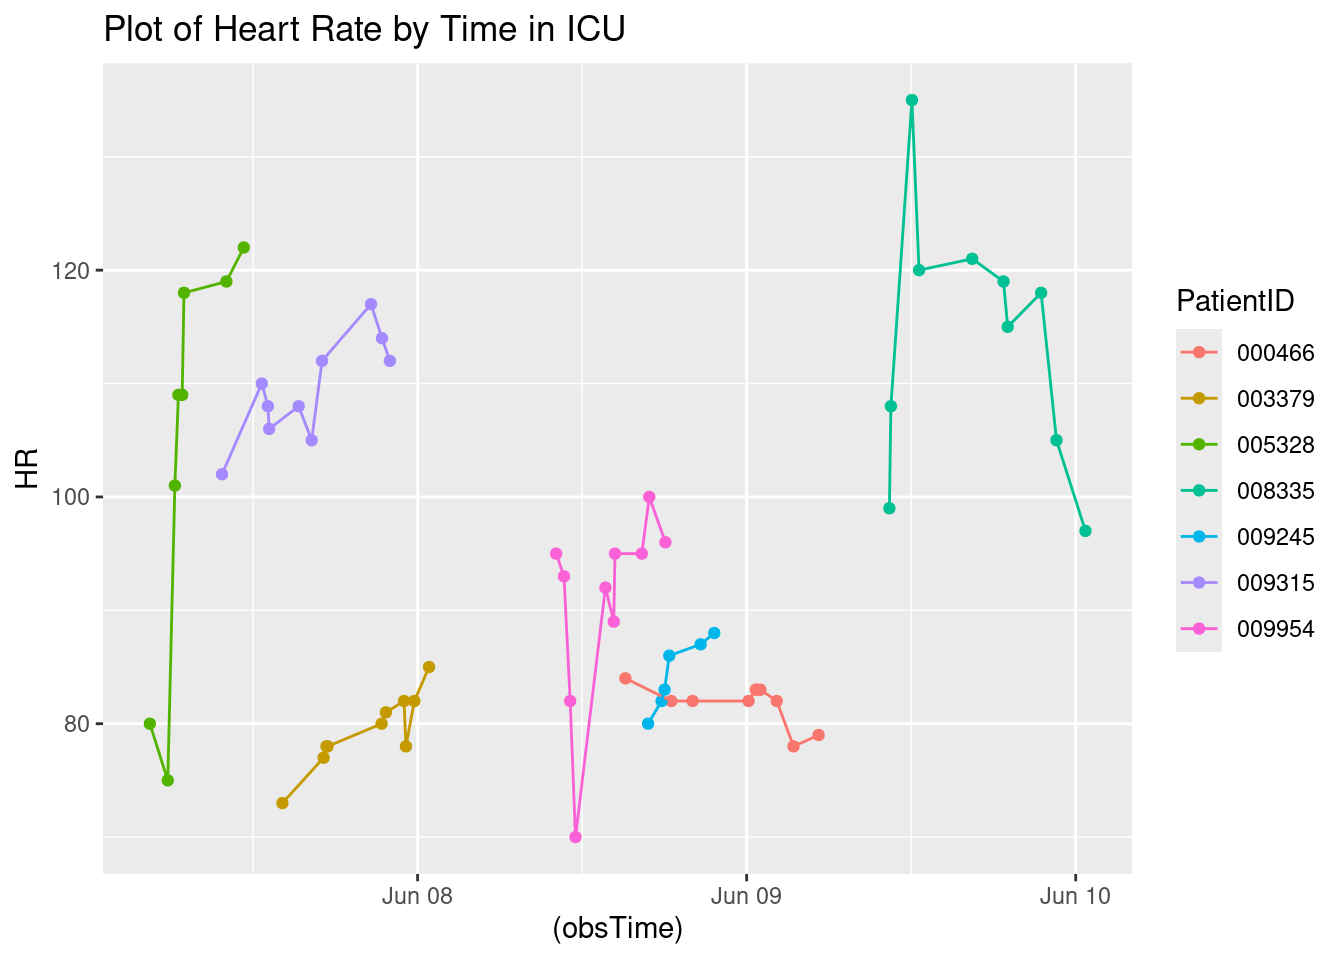 Plot of Heart Rate by Time in ICU
HR
120
100
80
Jun 08
Jun 09
Jun 10
(obsTime)
PatientID
000466
003379
005328
008335
009245
009315
009954